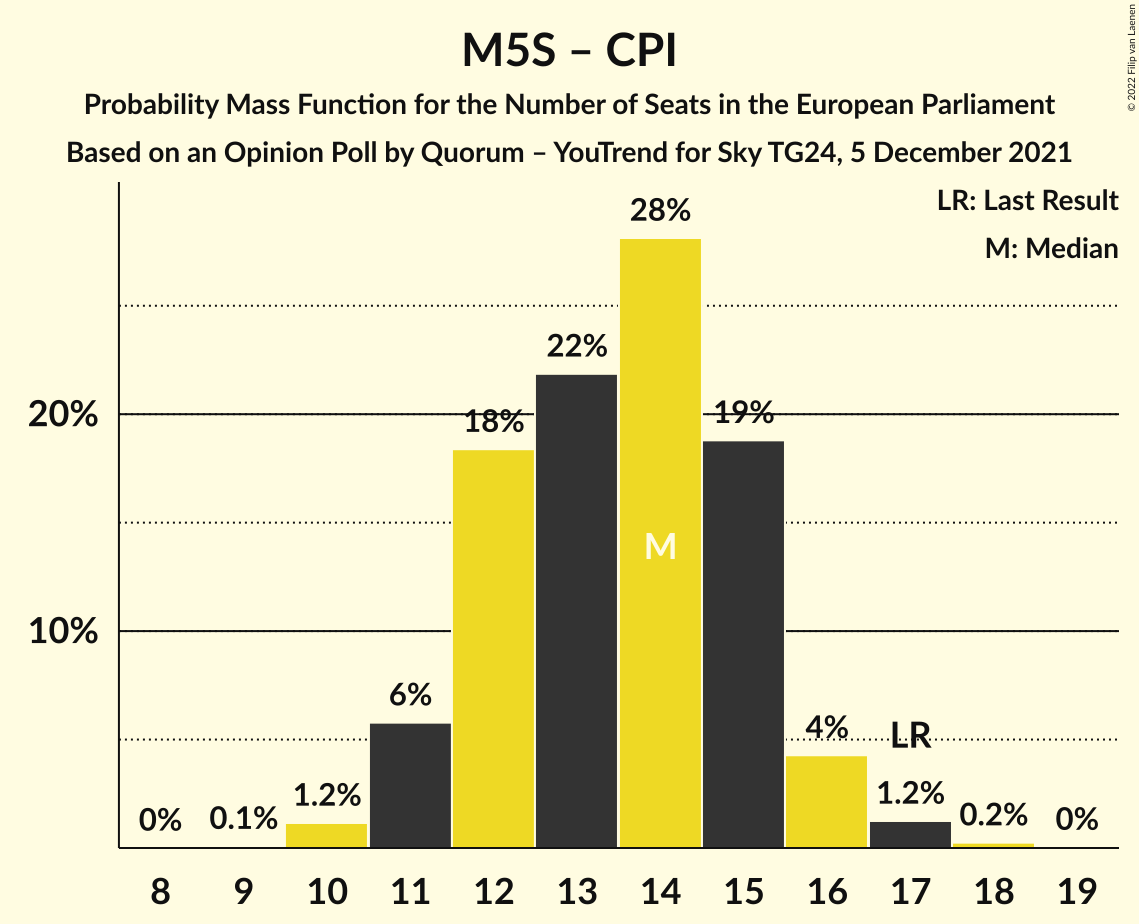 M5S – CPI
Probability Mass Function for the Number of Seats in the European Parliament
Based on an Opinion Poll by Quorum – YouTrend for Sky TG24, 5 December 2021
© 2022 Filip van Laenen
LR: Last Result
M: Median
28%
22%
20%
18%
19%
M
10%
6%
4%
LR
0%
0.1%
1.2%
1.2%
0.2%
0%
8 9 10 11 12 13 14 15 16 17 18 19